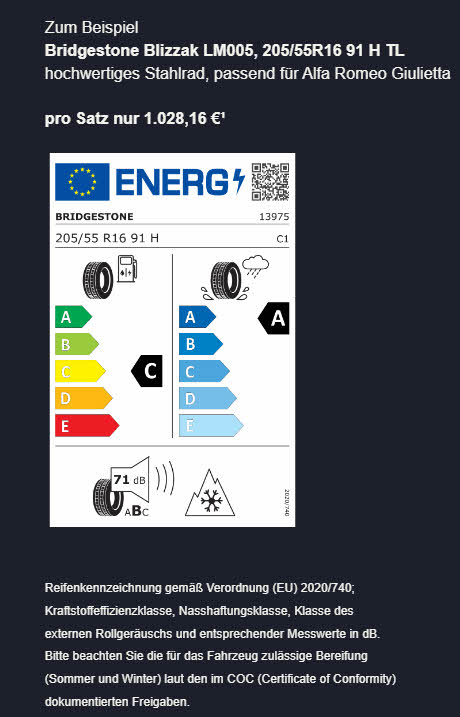 Zum Beispiel
Bridgestone Blizzak LM005, 205/55R16 91 H TL
hochwertiges Stahlrad, passend für Alfa Romeo Giulietta
pro Satz nur 1.028,16 €¹
ENERG
BRIDGESTONE 13975
205/55 R16 91 H C1
A A A
B B
C C C
D D
E E
71 dB
ABC
2020/740
Reifenkennzeichnung gemäß Verordnung (EU) 2020/740;
Kraftstoffeffizienzklasse, Nasshaftungsklasse, Klasse des
externen Rollgeräuschs und entsprechender Messwerte in dB.
Bitte beachten Sie die für das Fahrzeug zulässige Bereifung
(Sommer und Winter) laut den im COC (Certificate of Conformity)
dokumentierten Freigaben.